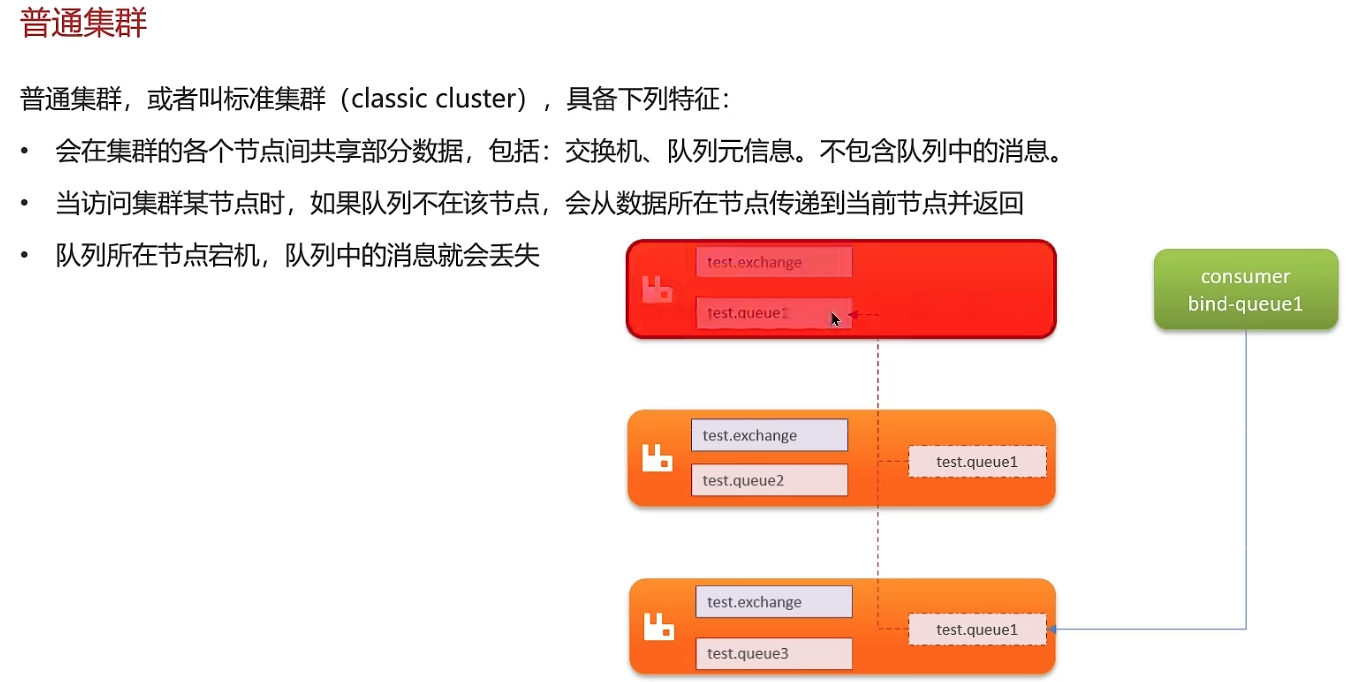 普通集群
普通集群，或者叫标准集群（classic cluster），具备下列特征：
• 会在集群的各个节点间共享部分数据，包括：交换机、队列元信息。不包含队列中的消息。
• 当访问集群某节点时，如果队列不在该节点，会从数据所在节点传递到当前节点并返回
• 队列所在节点宕机，队列中的消息就会丢失
test.exchange
test.queue1
consumer
bind-queue1
test.exchange
test.queue2
test.queue1
test.exchange
test.queue3
test.queue1